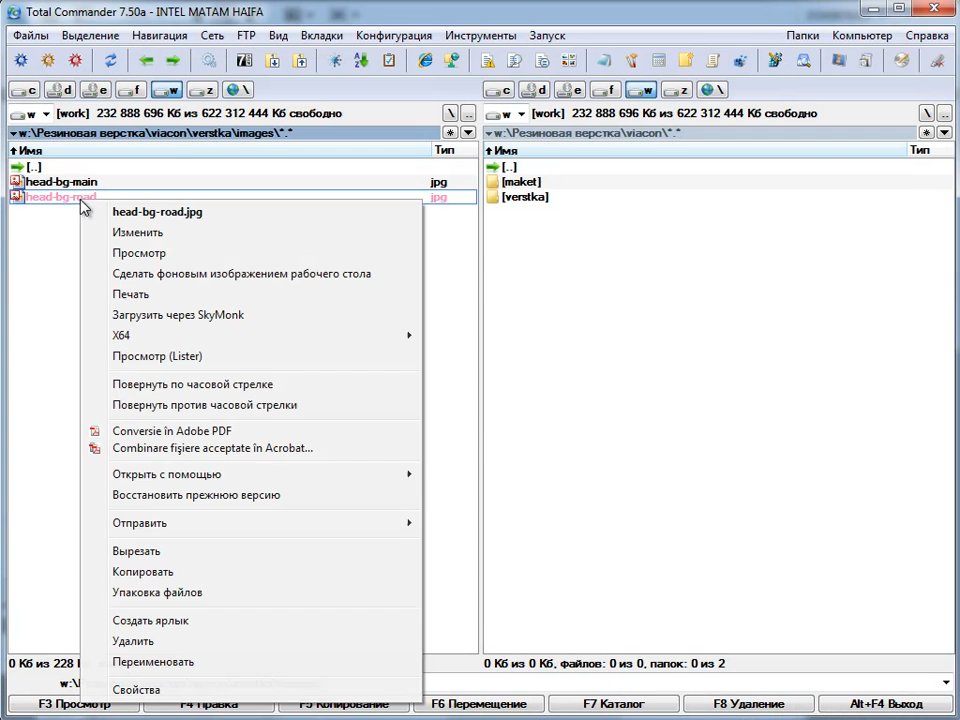 Total Commander 7.50a - INTEL MATAM HAIFA
Файлы Выделение Навигация Сеть FTP Вид Вкладки Конфигурация Инструменты Запуск Папки Компьютер Справка
c d e f w z \ c d e f w z \
w [work] 232 888 696 Кб из 622 312 444 Кб свободно \ .. w [work] 232 888 696 Кб из 622 312 444 Кб свободно \ ..
w:\Резиновая верстка\viacon\verstka\images\*.* * w:\Резиновая верстка\viacon\*.* *
Имя Тип Имя Тип
[..] [..]
head-bg-main jpg [maket]
head-bg-road jpg [verstka]
head-bg-road.jpg
Изменить
Просмотр
Сделать фоновым изображением рабочего стола
Печать
Загрузить через SkyMonk
X64
Просмотр (Lister)
Повернуть по часовой стрелке
Повернуть против часовой стрелки
Conversie în Adobe PDF
Combinare fişiere acceptate în Acrobat...
Открыть с помощью
Восстановить прежнюю версию
Отправить
Вырезать
Копировать
Упаковка файлов
Создать ярлык
Удалить
Переименовать
Свойства
0 Кб из 228 0 Кб из 0 Кб, файлов: 0 из 0, папок: 0 из 2
w:\
F3 Просмотр F4 Правка F5 Копирование F6 Перемещение F7 Каталог F8 Удаление Alt+F4 Выход